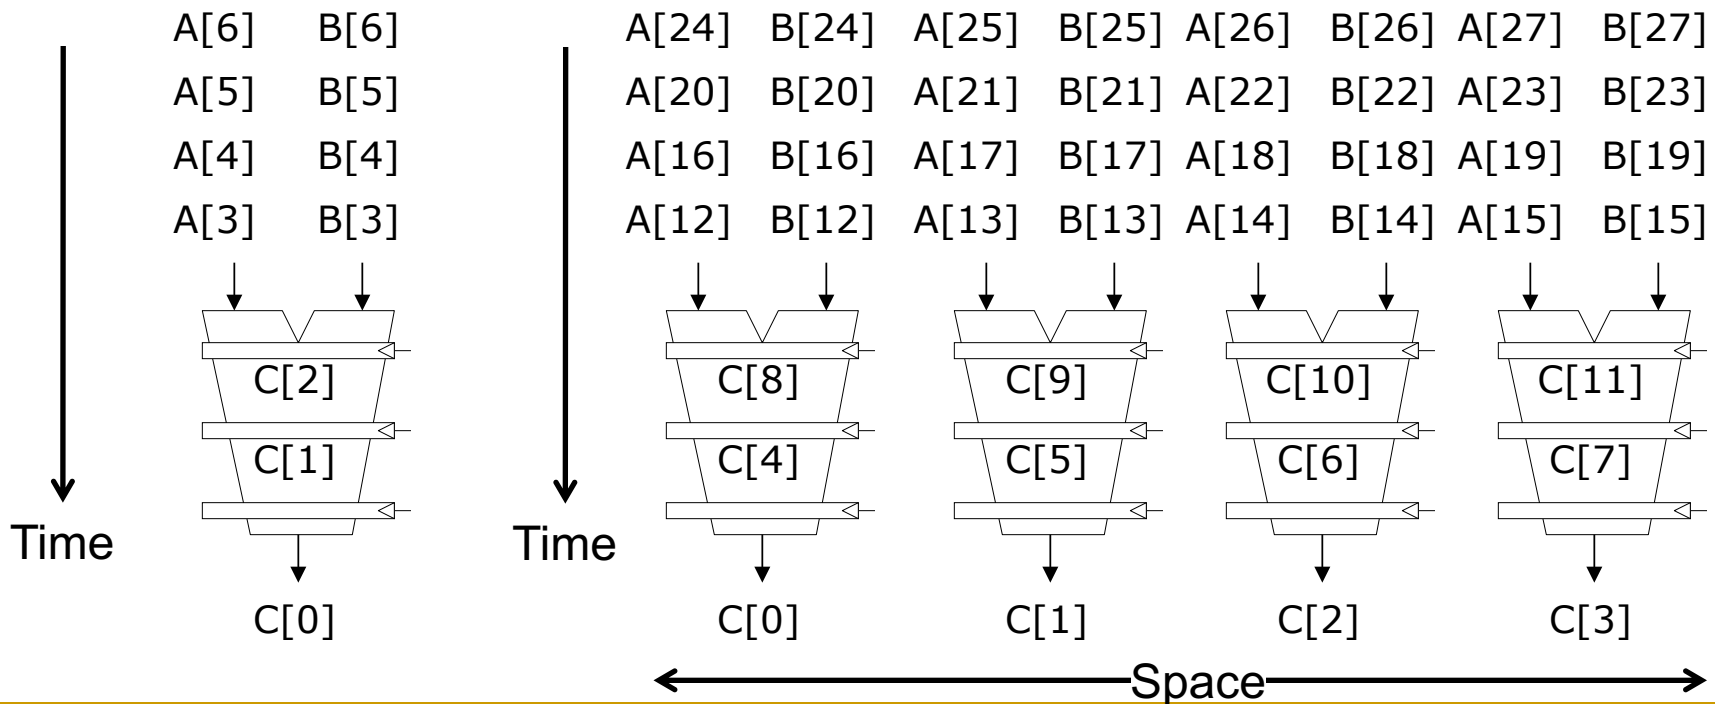 A[6] B[6] A[24] B[24] A[25] B[25] A[26] B[26] A[27] B[27]
A[5] B[5] A[20] B[20] A[21] B[21] A[22] B[22] A[23] B[23]
A[4] B[4] A[16] B[16] A[17] B[17] A[18] B[18] A[19] B[19]
A[3] B[3] A[12] B[12] A[13] B[13] A[14] B[14] A[15] B[15]
C[2] C[8] C[9] C[10] C[11]
C[1] C[4] C[5] C[6] C[7]
Time Time
C[0] C[0] C[1] C[2] C[3]
Space